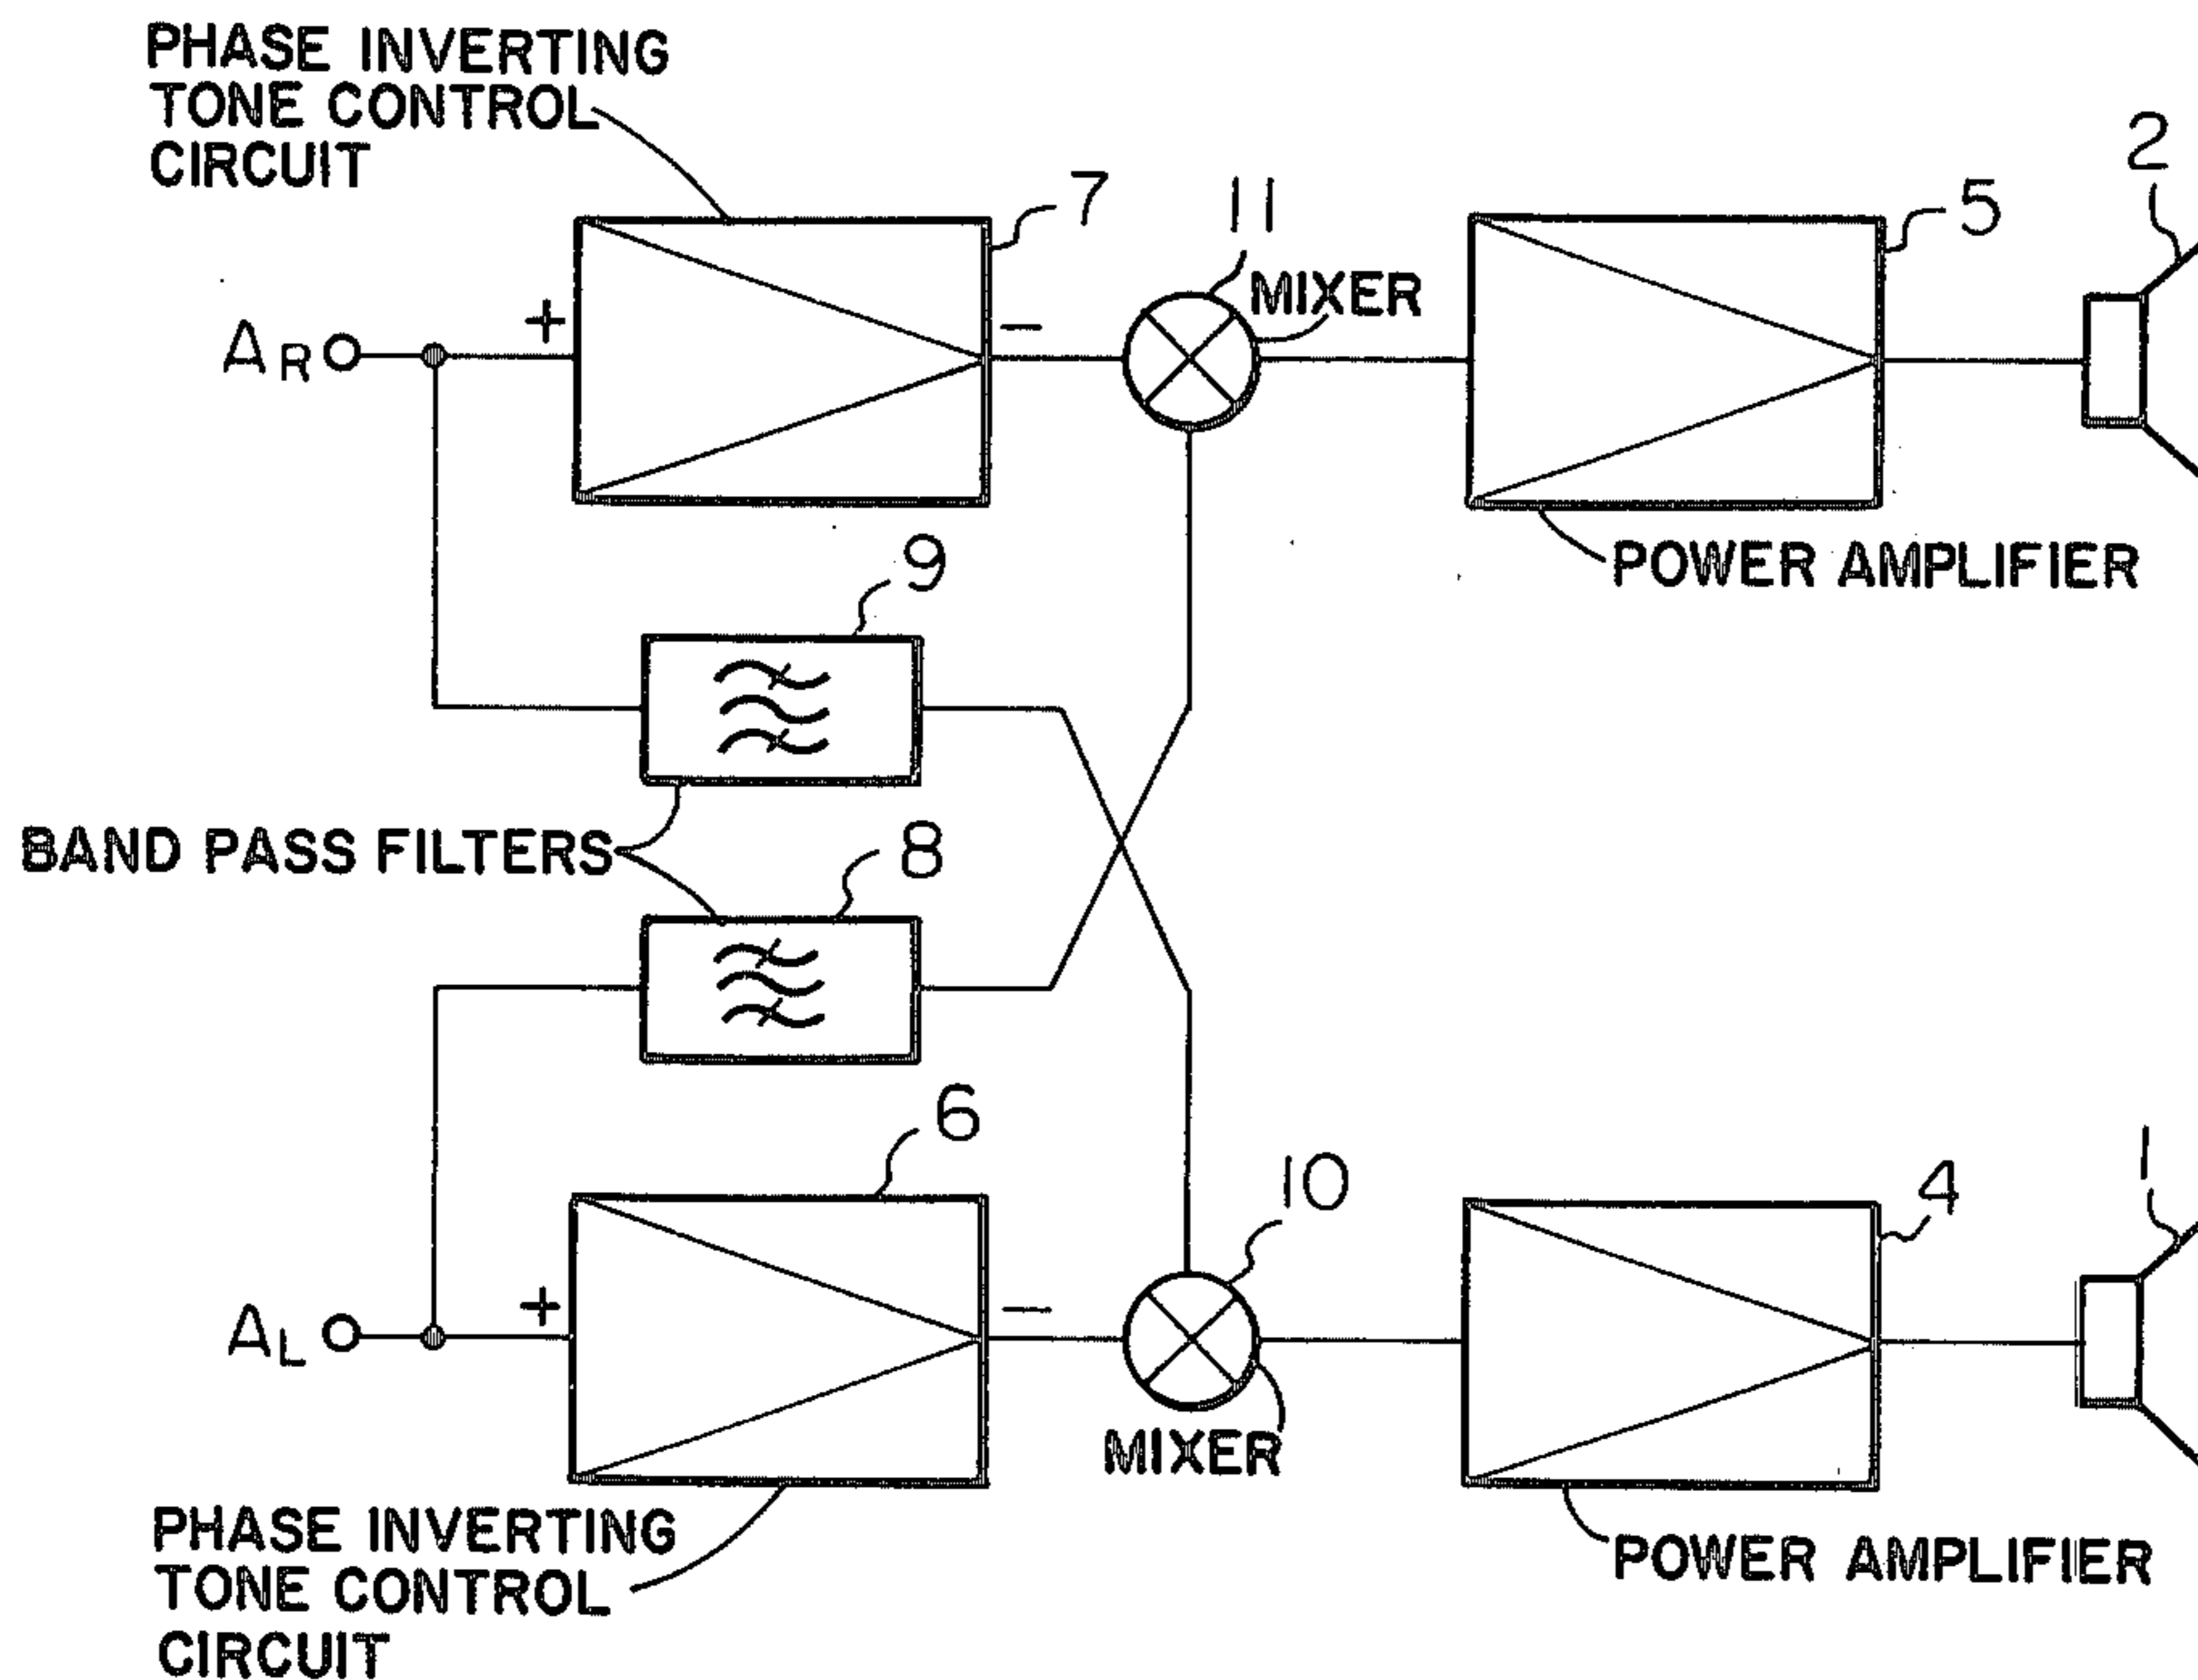 PHASE INVERTING
TONE CONTROL
CIRCUIT
7
11
MIXER
5
2
+
−
AR
POWER AMPLIFIER
9
BAND PASS FILTERS
8
6
10
4
1
+
−
AL
MIXER
POWER AMPLIFIER
PHASE INVERTING
TONE CONTROL
CIRCUIT